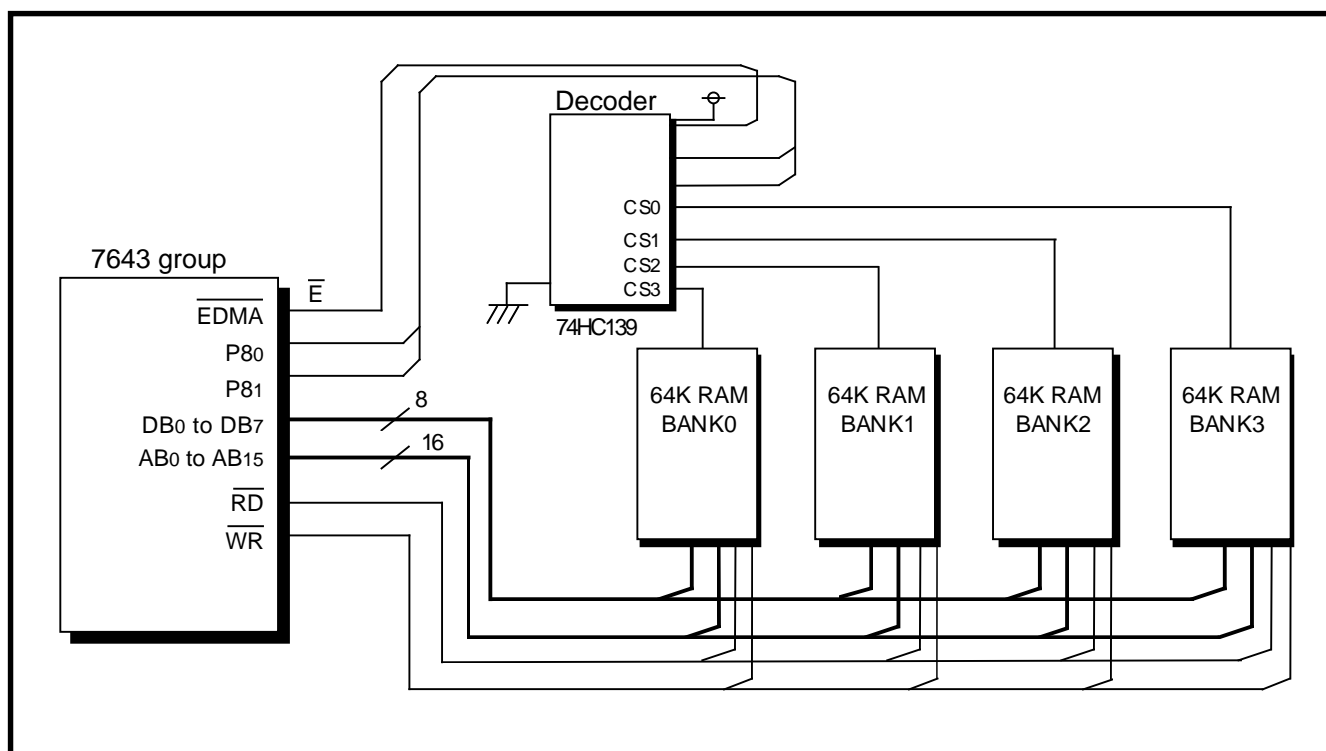 Decoder
CS0
CS1
CS2
CS3
74HC139
7643 group
E
EDMA
P80
P81
DB0 to DB7
AB0 to AB15
RD
WR
8
16
64K RAM
BANK0
64K RAM
BANK1
64K RAM
BANK2
64K RAM
BANK3